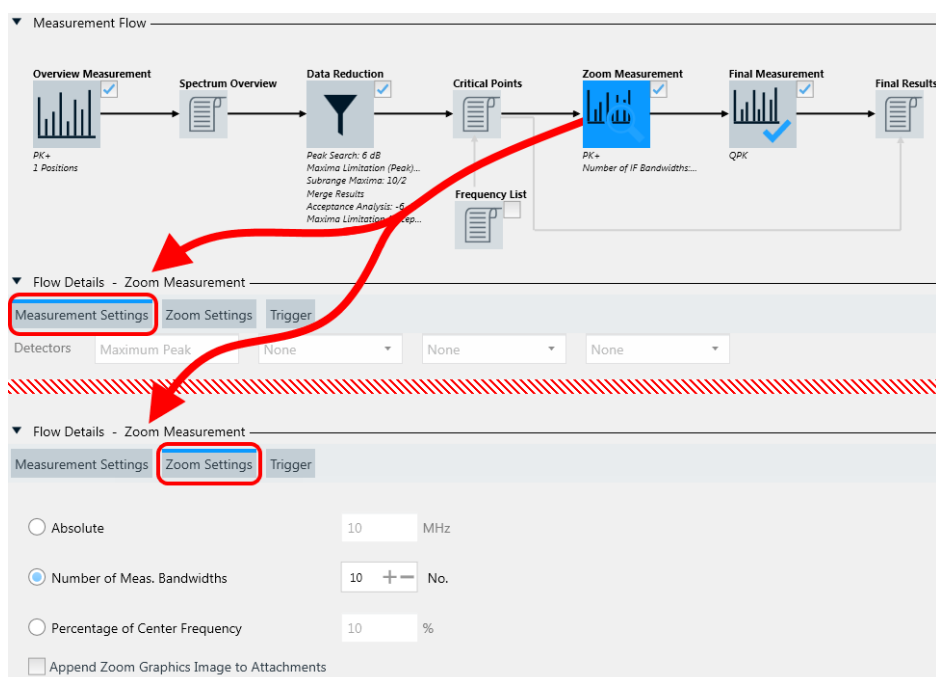 Measurement Flow
Overview Measurement
Spectrum Overview
Data Reduction
Critical Points
Zoom Measurement
Final Measurement
Final Results
PK+
1 Positions
Peak Search: 6 dB
Maxima Limitation (Peak)...
Subrange Maxima: 10/2
Merge Results
Acceptance Analysis: -6
Maxima Limitation
PK+
Number of IF Bandwidths:...
QPK
Frequency List
Flow Details - Zoom Measurement
Measurement Settings Zoom Settings Trigger
Detectors Maximum Peak None None None
Flow Details - Zoom Measurement
Measurement Settings Zoom Settings Trigger
Absolute 10 MHz
Number of Meas. Bandwidths 10 No.
Percentage of Center Frequency 10 %
Append Zoom Graphics Image to Attachments